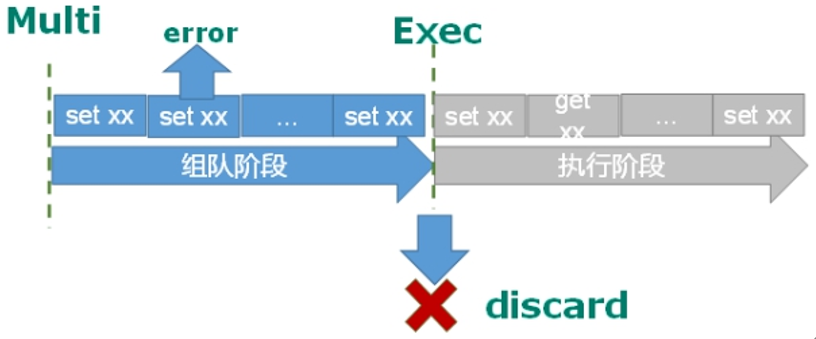 Multi
error
Exec
set xx
set xx
...
set xx
set xx
get
xx
...
set xx
组队阶段
执行阶段
discard